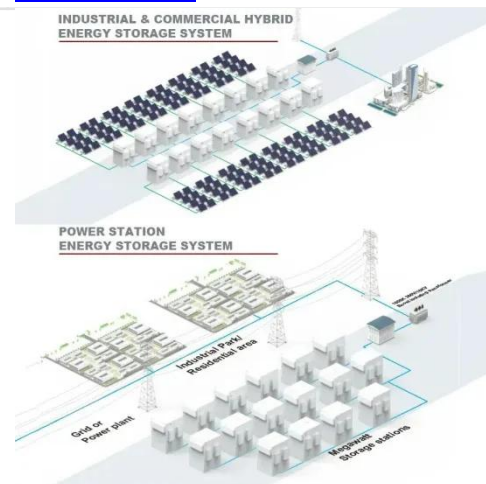 INDUSTRIAL & COMMERCIAL HYBRID
ENERGY STORAGE SYSTEM
POWER STATION
ENERGY STORAGE SYSTEM
Industrial Park/
Residential area
Grid or
Power plant
Megawatt
Storage stations